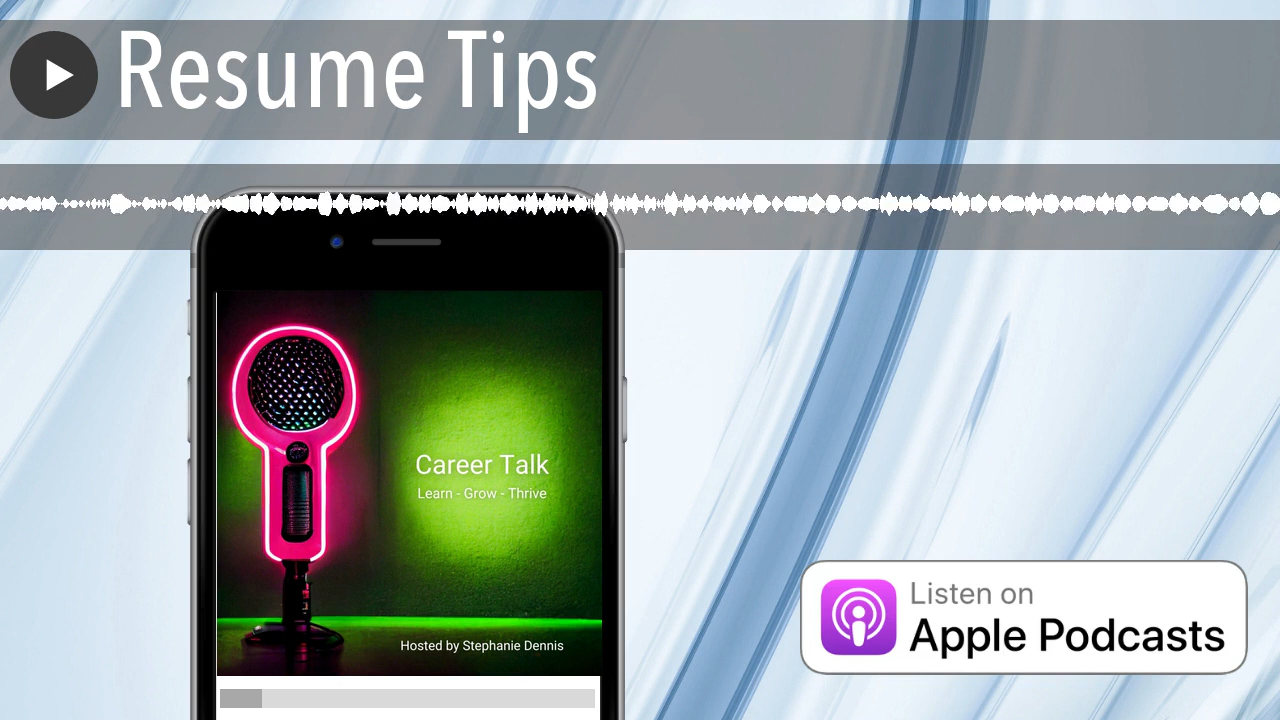 Resume Tips
Career Talk
Learn - Grow - Thrive
Hosted by Stephanie Dennis
Listen on
Apple Podcasts